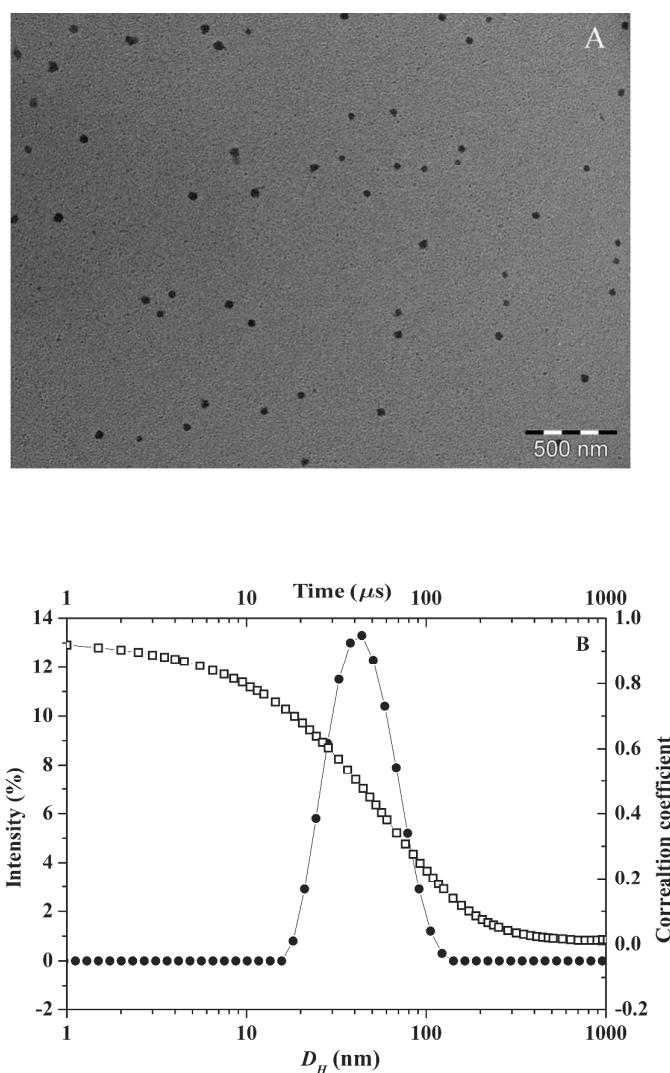 A
500 nm
Time (μs)
1 10 100 1000
14 1.0
B
12
0.8
10
0.6
8
6
0.4
4
0.2
2
0.0
0
-2 -0.2
1 10 100 1000
D_H (nm)
Intensity (%)
Correaltion coefficient